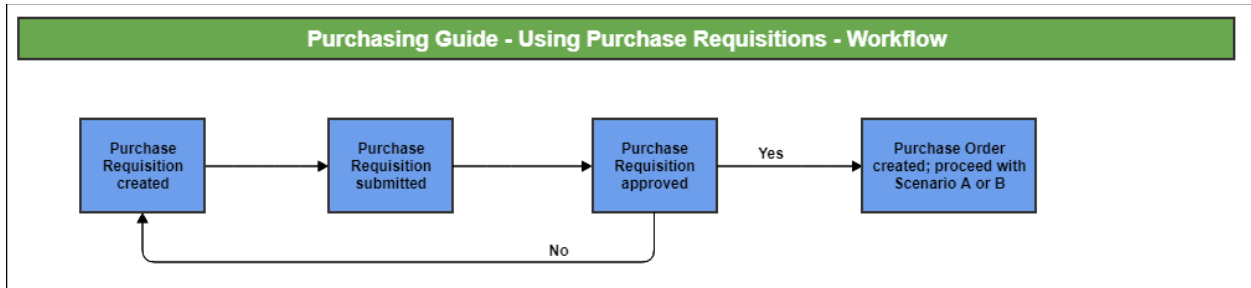 Purchasing Guide - Using Purchase Requisitions - Workflow
Purchase
Requisition
created
Purchase
Requisition
submitted
Purchase
Requisition
approved
Yes
Purchase Order
created; proceed with
Scenario A or B
No